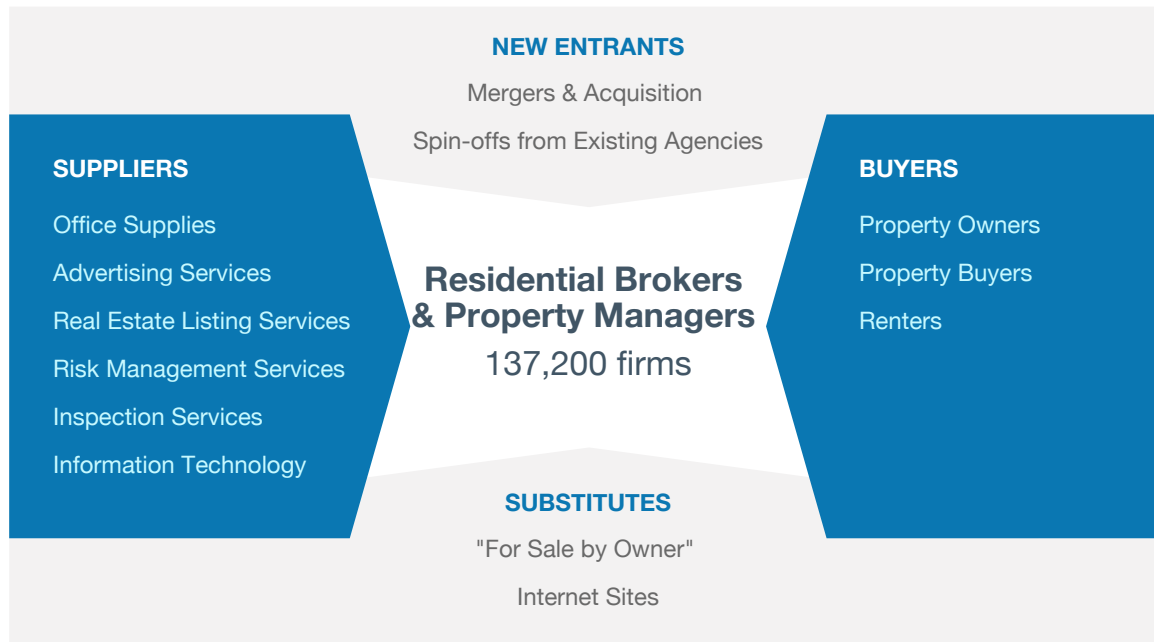 NEW ENTRANTS
Mergers & Acquisition
Spin-offs from Existing Agencies
SUPPLIERS
Office Supplies
Advertising Services
Real Estate Listing Services
Risk Management Services
Inspection Services
Information Technology
Residential Brokers
& Property Managers
137,200 firms
BUYERS
Property Owners
Property Buyers
Renters
SUBSTITUTES
"For Sale by Owner"
Internet Sites